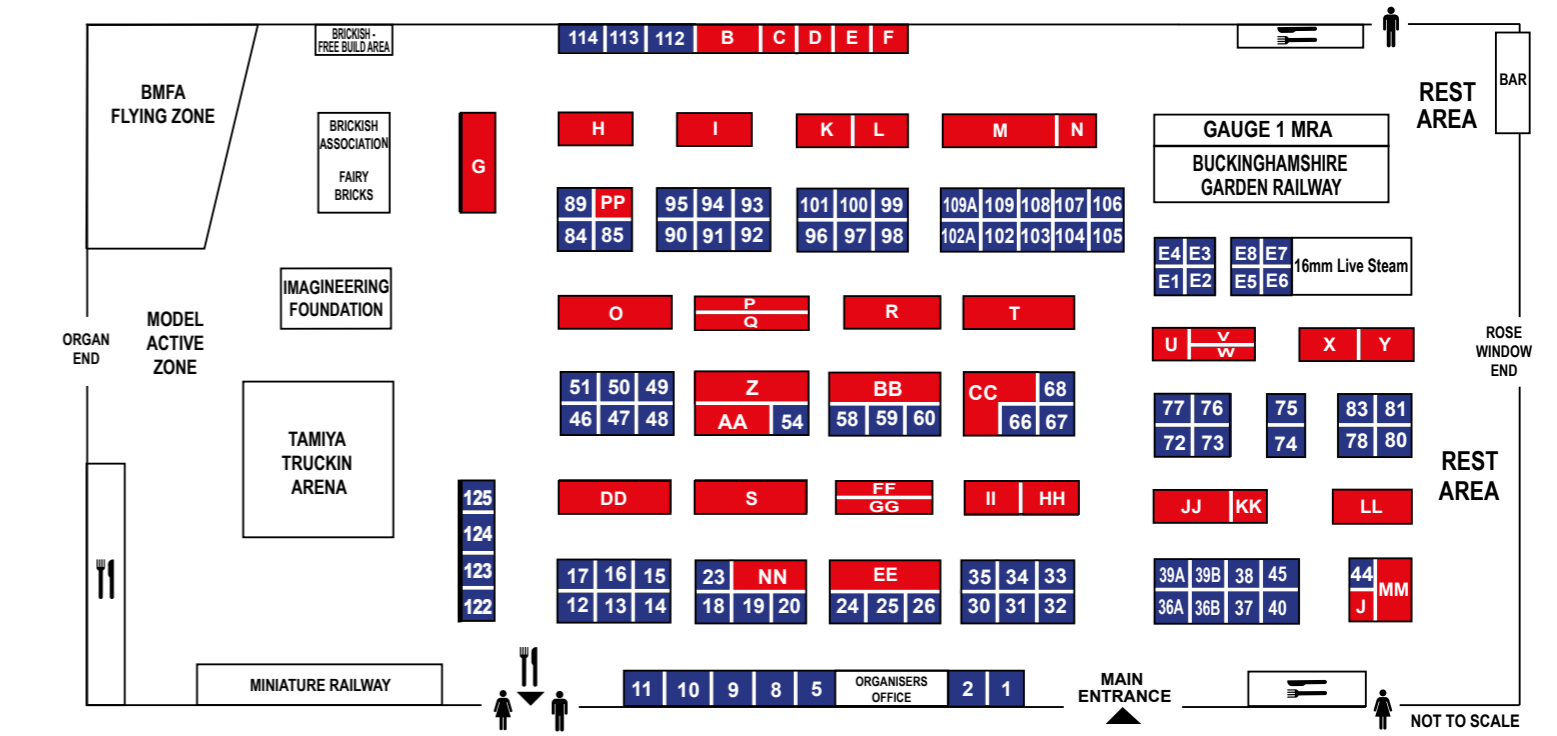 BRICKISH -
FREE BUILD AREA
114 113 112 B C D E F
BAR
BMFA
FLYING ZONE
REST
AREA
BRICKISH
ASSOCIATION
FAIRY
BRICKS
G
H I K L M N
GAUGE 1 MRA
BUCKINGHAMSHIRE
GARDEN RAILWAY
89 PP 95 94 93 101 100 99 109A 109 108 107 106
84 85 90 91 92 96 97 98 102A 102 103 104 105
E4 E3 E8 E7
E1 E2 E5 E6
16mm Live Steam
IMAGINEERING
FOUNDATION
O P R T
Q
MODEL
ACTIVE
ZONE
ORGAN
END
U V X Y
W
ROSE
WINDOW
END
51 50 49 Z BB CC 68
46 47 48 AA 54 58 59 60 66 67
77 76 75 83 81
72 73 74 78 80
TAMIYA
TRUCKIN
ARENA
REST
AREA
125
124
123
122
DD S FF II HH
GG
JJ KK LL
17 16 15 23 NN EE 35 34 33
12 13 14 18 19 20 24 25 26 30 31 32
39A 39B 38 45 44 MM
36A 36B 37 40 J
MINIATURE RAILWAY
11 10 9 8 5
ORGANISERS
OFFICE
2 1
MAIN
ENTRANCE
NOT TO SCALE